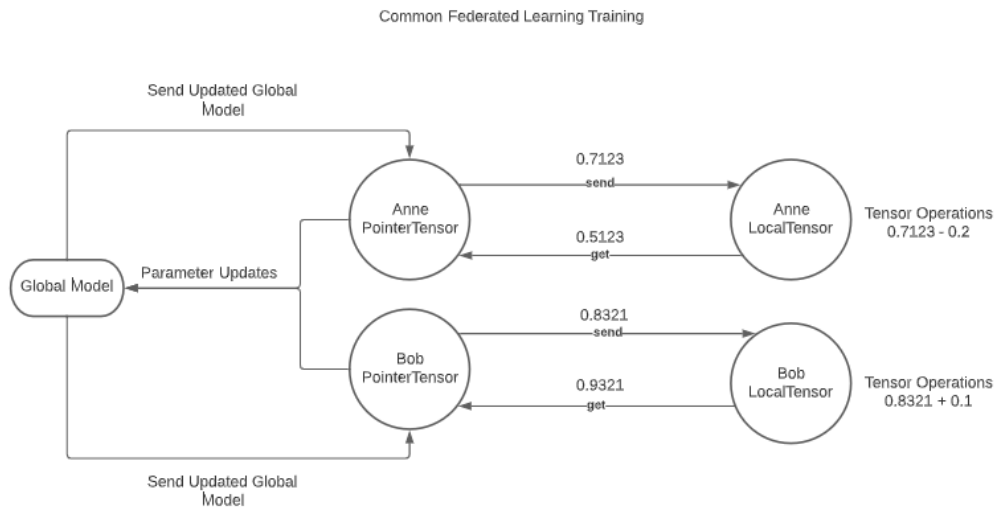 Common Federated Learning Training
Send Updated Global
Model
0.7123
send
Anne
PointerTensor
Anne
LocalTensor
Tensor Operations
0.7123 - 0.2
0.5123
get
Global Model
Parameter Updates
0.8321
send
Bob
PointerTensor
Bob
LocalTensor
Tensor Operations
0.8321 + 0.1
0.9321
get
Send Updated Global
Model